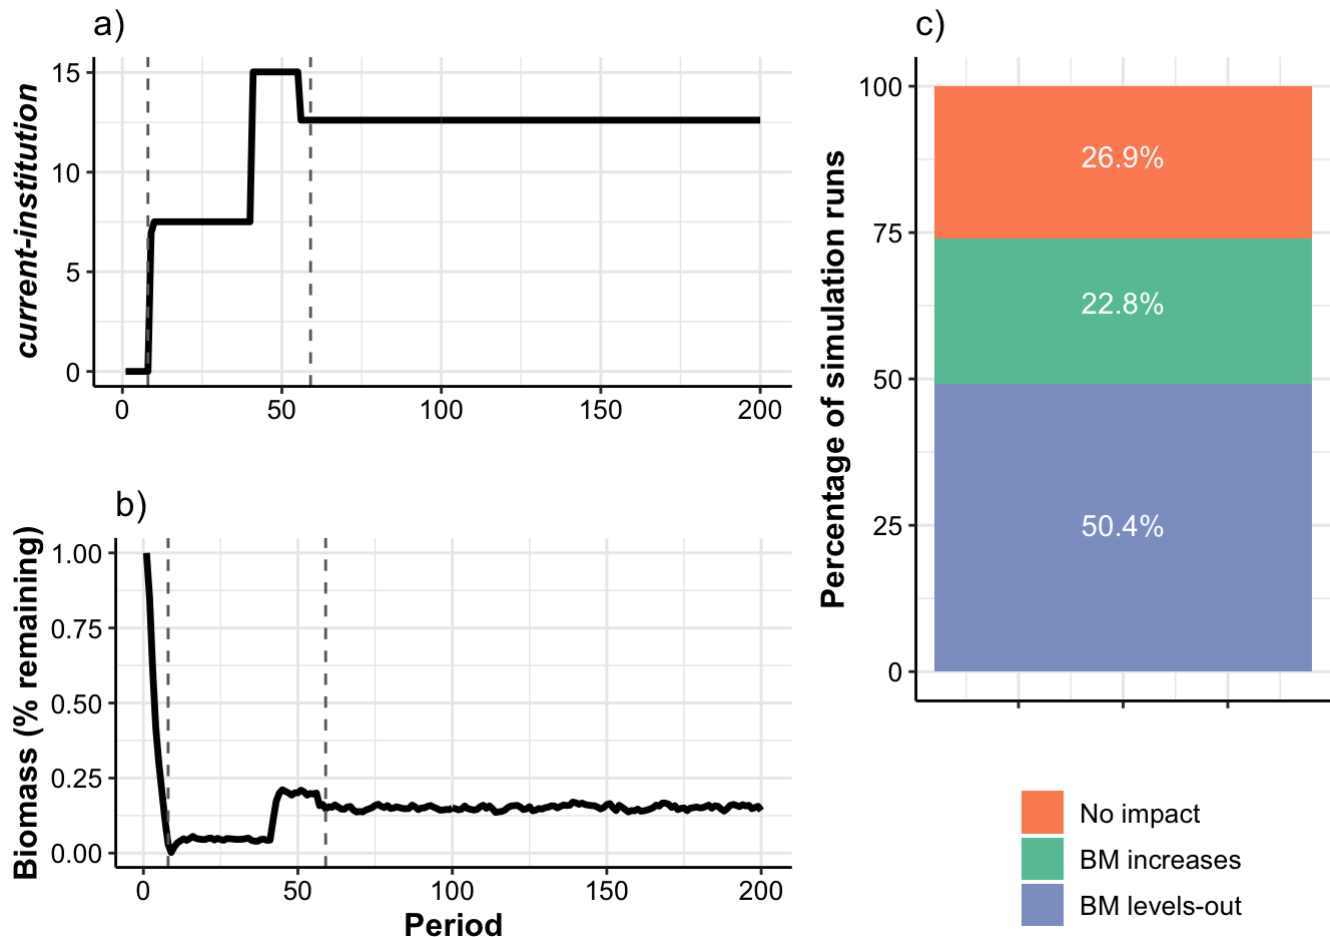 a)
current-institution
15
10
5
0
0 50 100 150 200
b)
Biomass (% remaining)
1.00
0.75
0.50
0.25
0.00
0 50 100 150 200
Period
c)
Percentage of simulation runs
100
75
50
25
0
26.9%
22.8%
50.4%
No impact
BM increases
BM levels-out